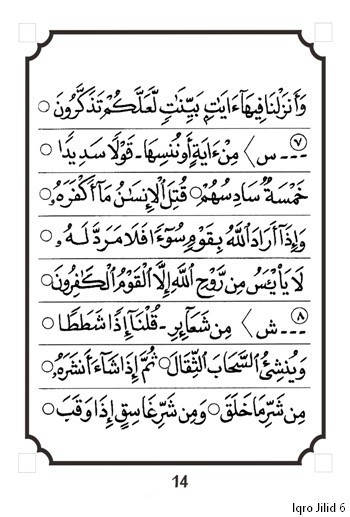 وَأَنزَلْنَا فِيهَآ ءَايَٰتٍۭ بَيِّنَٰتٍ لَّعَلَّكُمْ تَذَكَّرُونَ ○
٧ --- س〉 مِنْ ءَايَةٍ أَوْ نُنسِهَا - قَوْلًا سَدِيدًا ○
خَمْسَةٌ سَادِسُهُمْ ○ قُتِلَ ٱلْإِنسَٰنُ مَآ أَكْفَرَهُۥ ○
وَإِذَآ أَرَادَ ٱللَّهُ بِقَوْمٍ سُوٓءًا فَلَا مَرَدَّ لَهُۥ ○
لَا يَا۟يْـَٔسُ مِن رَّوْحِ ٱللَّهِ إِلَّا ٱلْقَوْمُ ٱلْكَٰفِرُونَ ○
٨ --- ش〉 مِن شَعَآئِرِ - قُلْنَآ إِذًا شَطَطًا ○
وَيُنشِئُ ٱلسَّحَابَ ٱلثِّقَالَ ○ ثُمَّ إِذَا شَآءَ أَنشَرَهُۥ ○
مِن شَرِّ مَا خَلَقَ ○ وَمِن شَرِّ غَاسِقٍ إِذَا وَقَبَ ○
14
Iqro Jilid 6